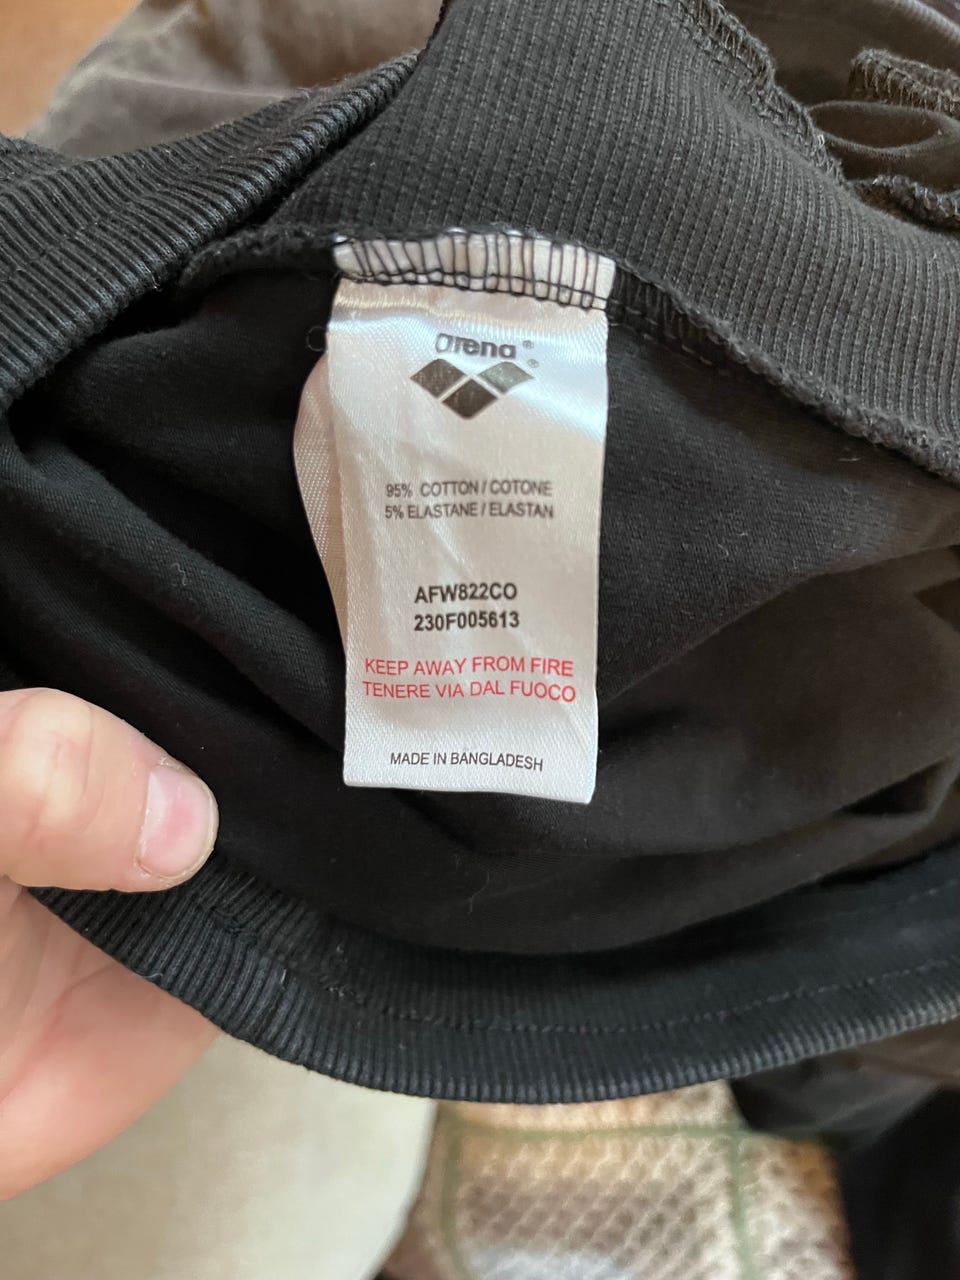 arena®
®
95% COTTON / COTONE
5% ELASTANE / ELASTAN
AFW822CO
230F005613
KEEP AWAY FROM FIRE
TENERE VIA DAL FUOCO
MADE IN BANGLADESH